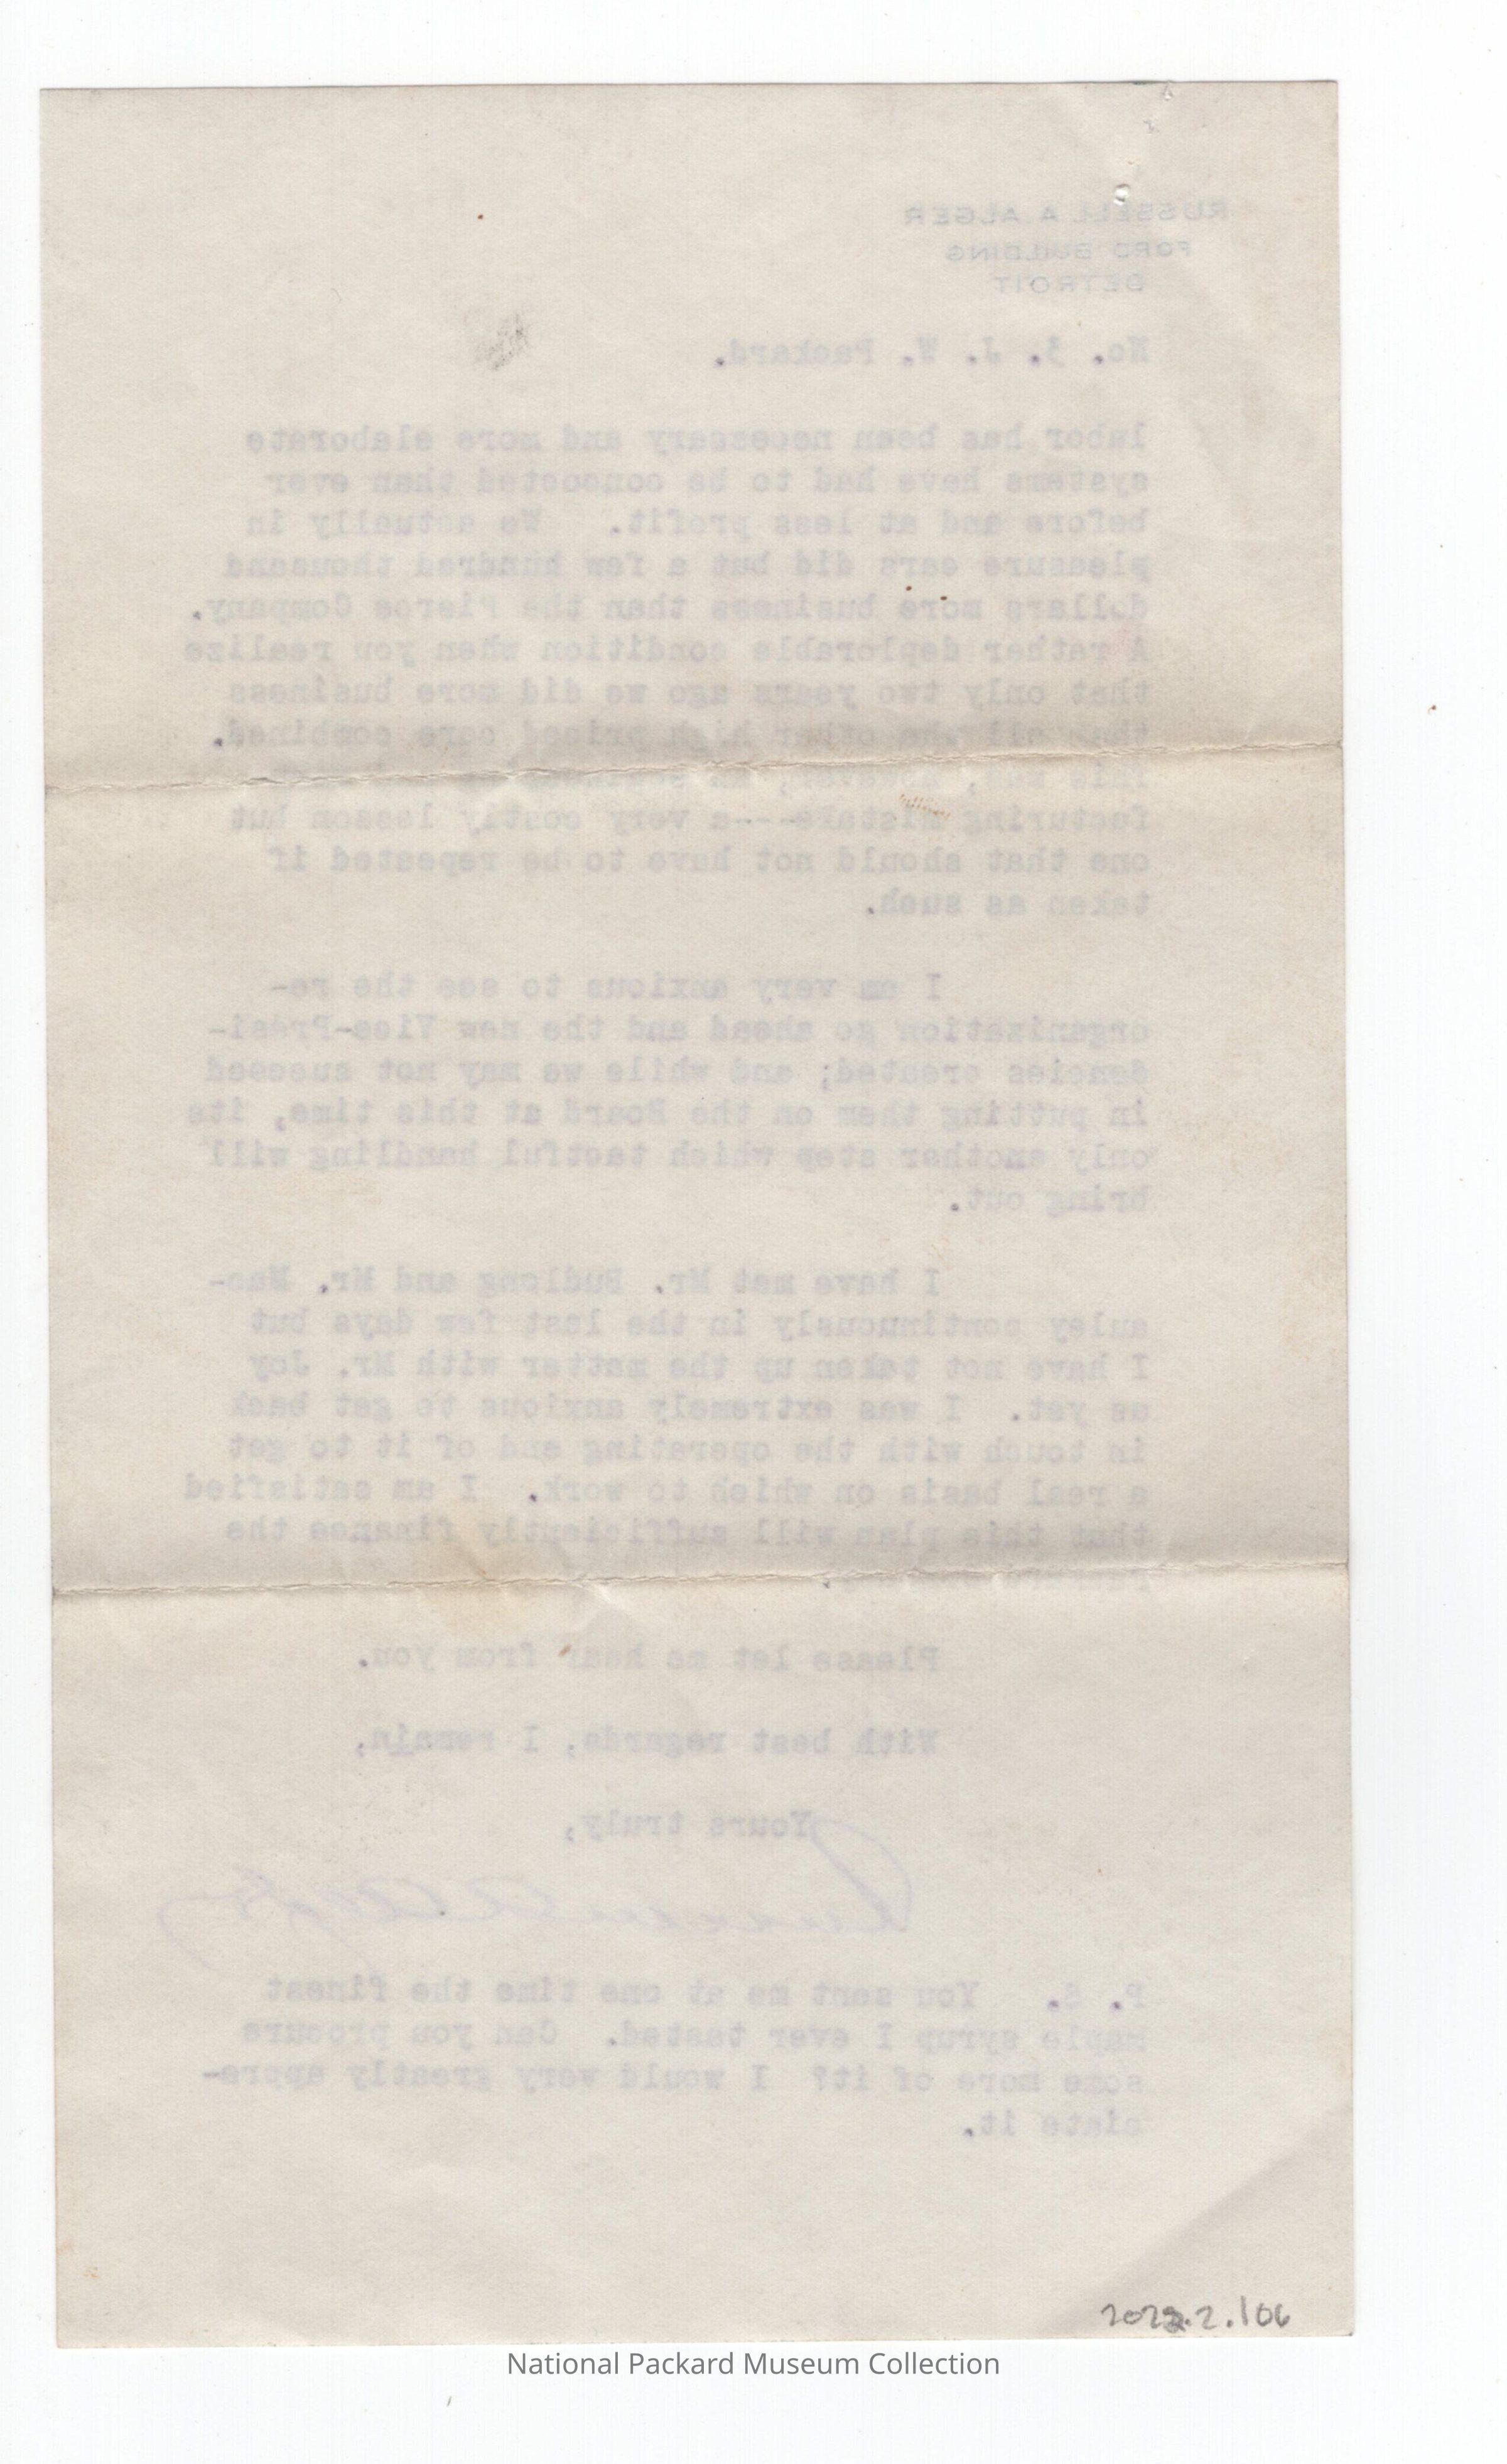 RUSSELL A ALGER
FORD BUILDING
DETROIT
No. 3. J. W. Packard.
labor has been necessary and more elaborate
systems have had to be concocted than ever
before and at less profit. We actually in
pleasure cars did but a few hundred thousand
dollars more business than the Pierce Company.
A rather deplorable condition when you realize
that only two years ago we did more business
than all the other high priced cars combined.
This was, however, in
facturing mistake---a very costly lesson but
one that should not have to be repeated if
taken as such.
I am very anxious to see the re-
organization go ahead and the new Vice-Presi-
dencies created; and while we may not succeed
in putting them on the Board at this time, its
only another step which tactful handling will
bring out.
I have met Mr. Budlong and Mr. Mac-
auley continuously in the last few days but
I have not taken up the matter with Mr. Joy
as yet. I was extremely anxious to get back
in touch with the operating end of it to get
a real basis on which to work. I am satisfied
that this plan will sufficiently finance the
Please let me hear from you.
With best regards, I remain,
Yours truly,
Russell A Alger
P. S. You sent me at one time the finest
maple syrup I ever tasted. Can you procure
some more of it? I would very greatly appre-
ciate it.
2022.2.106
National Packard Museum Collection